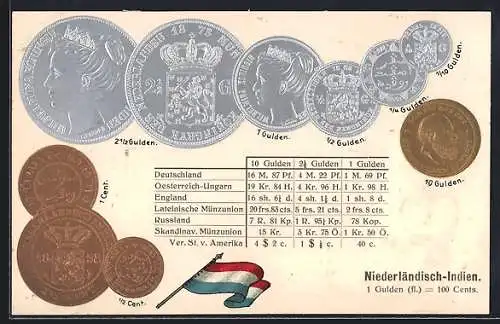 1875
2½ G
2 1/2 Gulden.
1 Gulden.
1/2 Gulden.
1/4 Gulden.
1/10 Gulden.
10 Gulden.
1 Cent.
1/2 Cent.
10 Gulden 2½ Gulden 1 Gulden
Deutschland 16 M. 87 Pf. 4 M. 22 Pf. 1 M. 69 Pf.
Oesterreich-Ungarn 19 Kr. 84 H. 4 Kr. 96 H. 1 Kr. 98 H.
England 16 sh. 6½ d. 4 sh. 1½ d. 1 sh. 8 d.
Lateinische Münzunion 20 frs. 83 cts. 5 frs. 21 cts. 2 frs. 8 cts.
Russland 7 R. 81 Kp. 1 R. 95½ Kp. 78 Kop.
Skandinav. Münzunion 15 Kr. 3 Kr. 75 Ö. 1 Kr. 50 Ö.
Ver. St. v. Amerika 4 $ 2 c. 1 $ ½ c. 40 c.
Niederländisch-Indien.
1 Gulden (fl.) = 100 Cents.